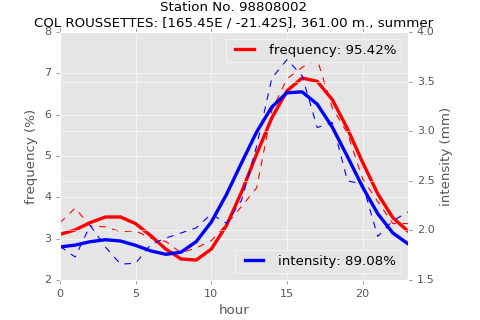 Station No. 98808002
COL ROUSSETTES: [165.45E / -21.42S], 361.00 m., summer
frequency: 95.42%
intensity: 89.08%
frequency (%)
intensity (mm)
hour
8
7
6
5
4
3
2
4.0
3.5
3.0
2.5
2.0
1.5
0
5
10
15
20